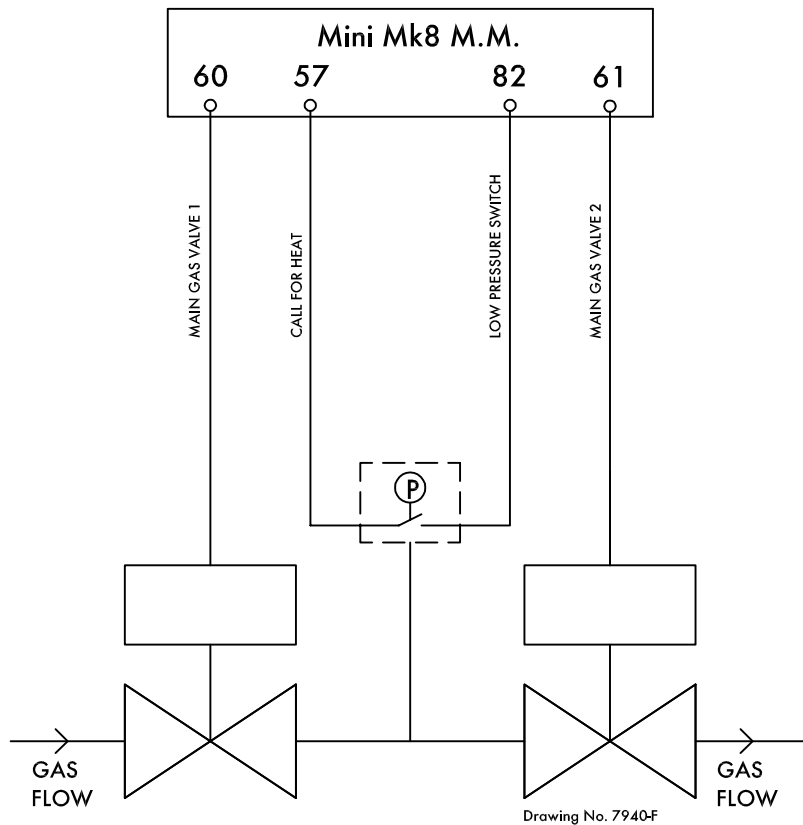 Mini Mk8 M.M.
60 57 82 61
MAIN GAS VALVE 1
CALL FOR HEAT
LOW PRESSURE SWITCH
MAIN GAS VALVE 2
P
GAS
FLOW
GAS
FLOW
Drawing No. 7940-F